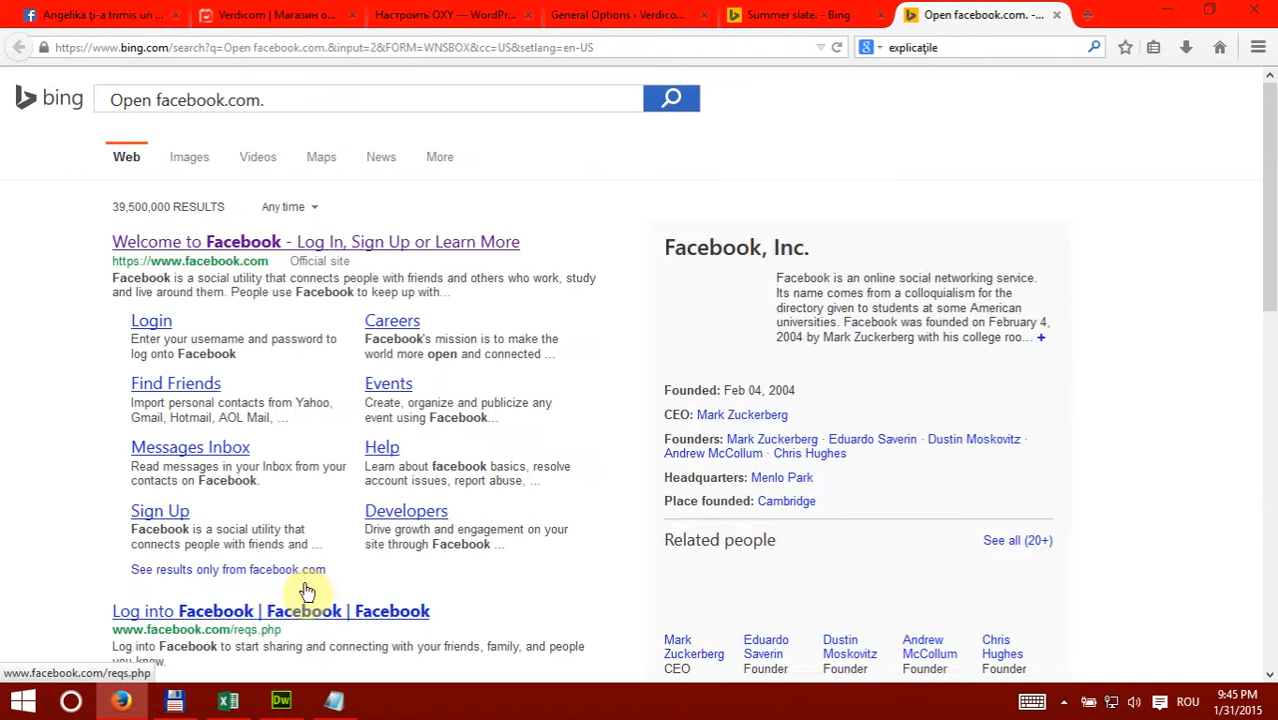 Angelika ți-a trimis un
Verdicom | Магазин о...
Настроить OXY — WordPr...
General Options ‹ Verdico...
Summer slate. - Bing
Open facebook.com. -...
https://www.bing.com/search?q=Open facebook.com.&input=2&FORM=WNSBOX&cc=US&setlang=en-US
explicaţile
bing
Open facebook.com.
Web Images Videos Maps News More
39,500,000 RESULTS Any time
Welcome to Facebook - Log In, Sign Up or Learn More
https://www.facebook.com Official site
Facebook is a social utility that connects people with friends and others who work, study
and live around them. People use Facebook to keep up with...
Login
Enter your username and password to
log onto Facebook
Careers
Facebook's mission is to make the
world more open and connected ...
Find Friends
Import personal contacts from Yahoo,
Gmail, Hotmail, AOL Mail, ...
Events
Create, organize and publicize any
event using Facebook...
Messages Inbox
Read messages in your Inbox from your
contacts on Facebook.
Help
Learn about facebook basics, resolve
account issues, report abuse, ...
Sign Up
Facebook is a social utility that
connects people with friends and ...
Developers
Drive growth and engagement on your
site through Facebook ...
See results only from facebook.com
Log into Facebook | Facebook | Facebook
www.facebook.com/reqs.php
Log into Facebook to start sharing and connecting with your friends, family, and people
you know.
www.facebook.com/reqs.php
Facebook, Inc.
Facebook is an online social networking service.
Its name comes from a colloquialism for the
directory given to students at some American
universities. Facebook was founded on February 4,
2004 by Mark Zuckerberg with his college roo... +
Founded: Feb 04, 2004
CEO: Mark Zuckerberg
Founders: Mark Zuckerberg · Eduardo Saverin · Dustin Moskovitz ·
Andrew McCollum · Chris Hughes
Headquarters: Menlo Park
Place founded: Cambridge
Related people See all (20+)
Mark
Zuckerberg
CEO
Eduardo
Saverin
Founder
Dustin
Moskovitz
Founder
Andrew
McCollum
Founder
Chris
Hughes
Founder
Dw
ROU
9:45 PM
1/31/2015